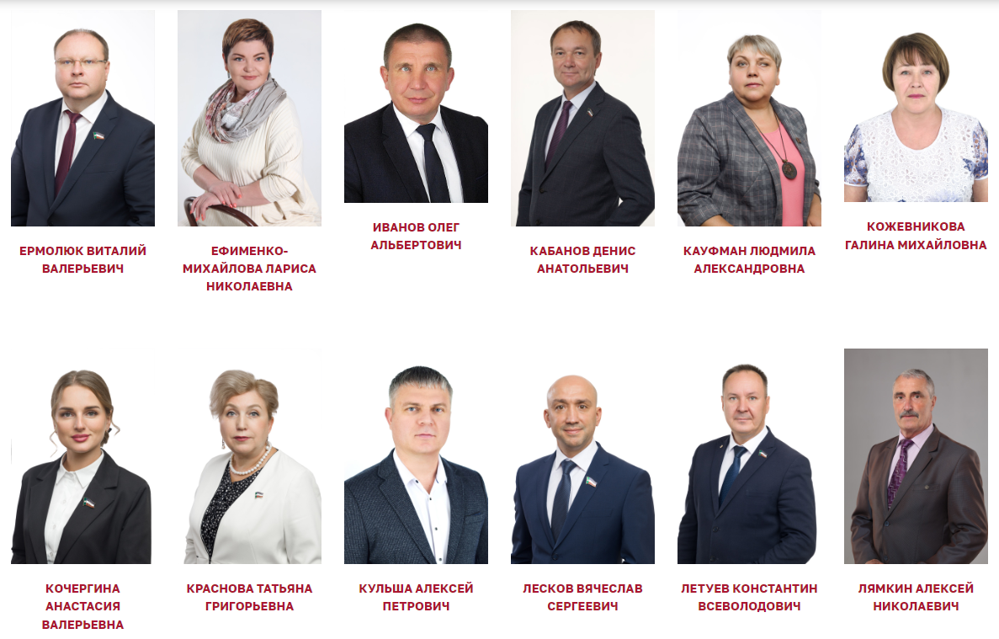 ЕРМОЛЮК ВИТАЛИЙ
ВАЛЕРЬЕВИЧ
ЕФИМЕНКО-
МИХАЙЛОВА ЛАРИСА
НИКОЛАЕВНА
ИВАНОВ ОЛЕГ
АЛЬБЕРТОВИЧ
КАБАНОВ ДЕНИС
АНАТОЛЬЕВИЧ
КАУФМАН ЛЮДМИЛА
АЛЕКСАНДРОВНА
КОЖЕВНИКОВА
ГАЛИНА МИХАЙЛОВНА
КОЧЕРГИНА
АНАСТАСИЯ
ВАЛЕРЬЕВНА
КРАСНОВА ТАТЬЯНА
ГРИГОРЬЕВНА
КУЛЬША АЛЕКСЕЙ
ПЕТРОВИЧ
ЛЕСКОВ ВЯЧЕСЛАВ
СЕРГЕЕВИЧ
ЛЕТУЕВ КОНСТАНТИН
ВСЕВОЛОДОВИЧ
ЛЯМКИН АЛЕКСЕЙ
НИКОЛАЕВИЧ